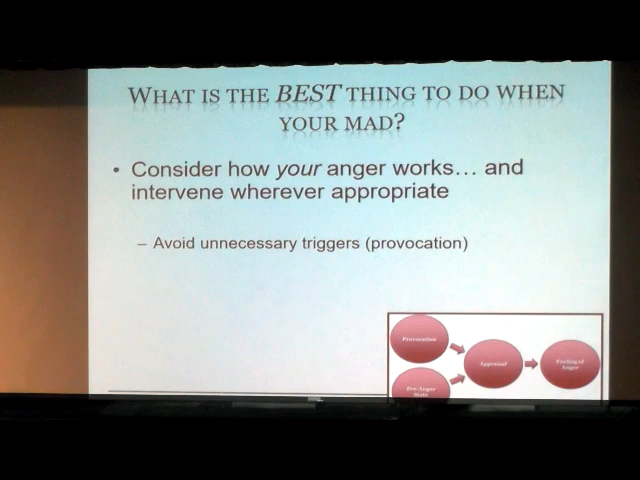 WHAT IS THE BEST THING TO DO WHEN
YOUR MAD?
• Consider how your anger works... and
intervene wherever appropriate
– Avoid unnecessary triggers (provocation)
Provocation
Appraisal
Feeling of
Anger
Pre-Anger
State